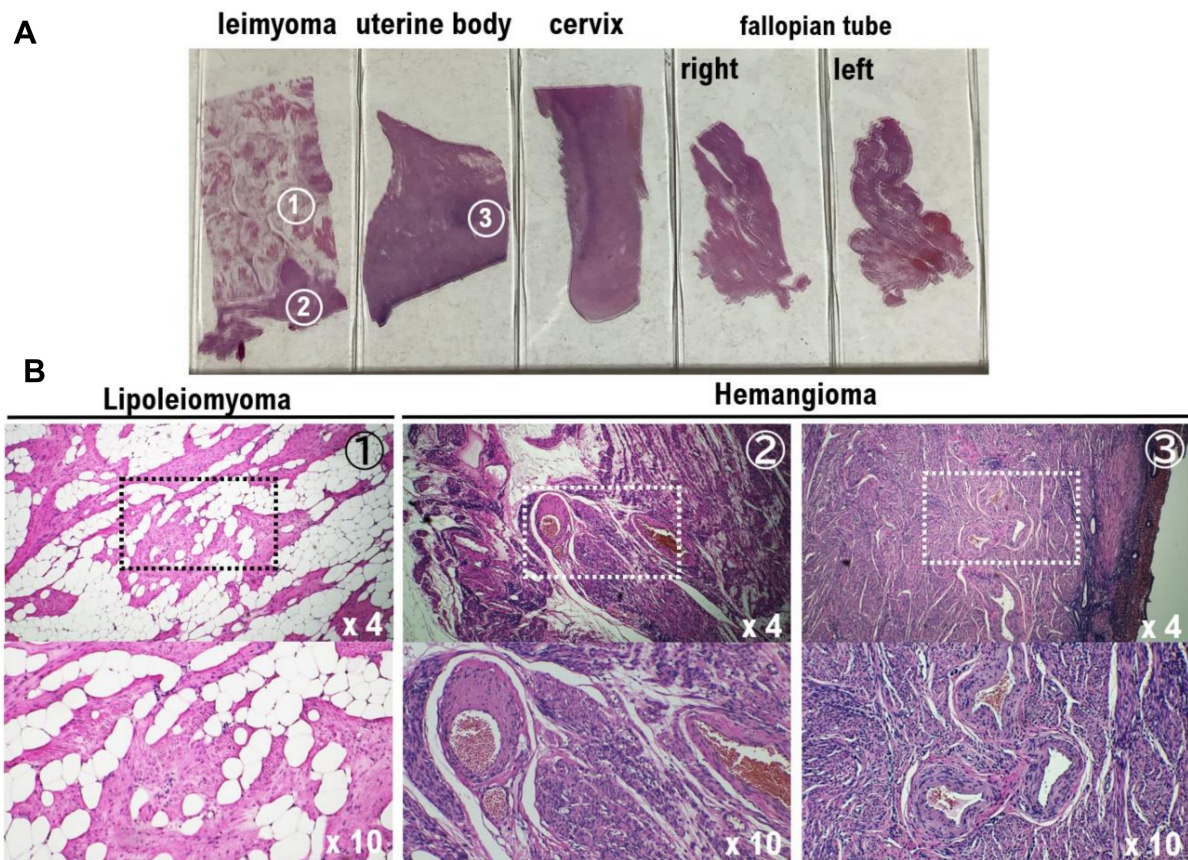 A
leimyoma uterine body cervix fallopian tube
right left
① ② ③
B
Lipoleiomyoma Hemangioma
① ② ③
x 4 x 4 x 4
x 10 x 10 x 10